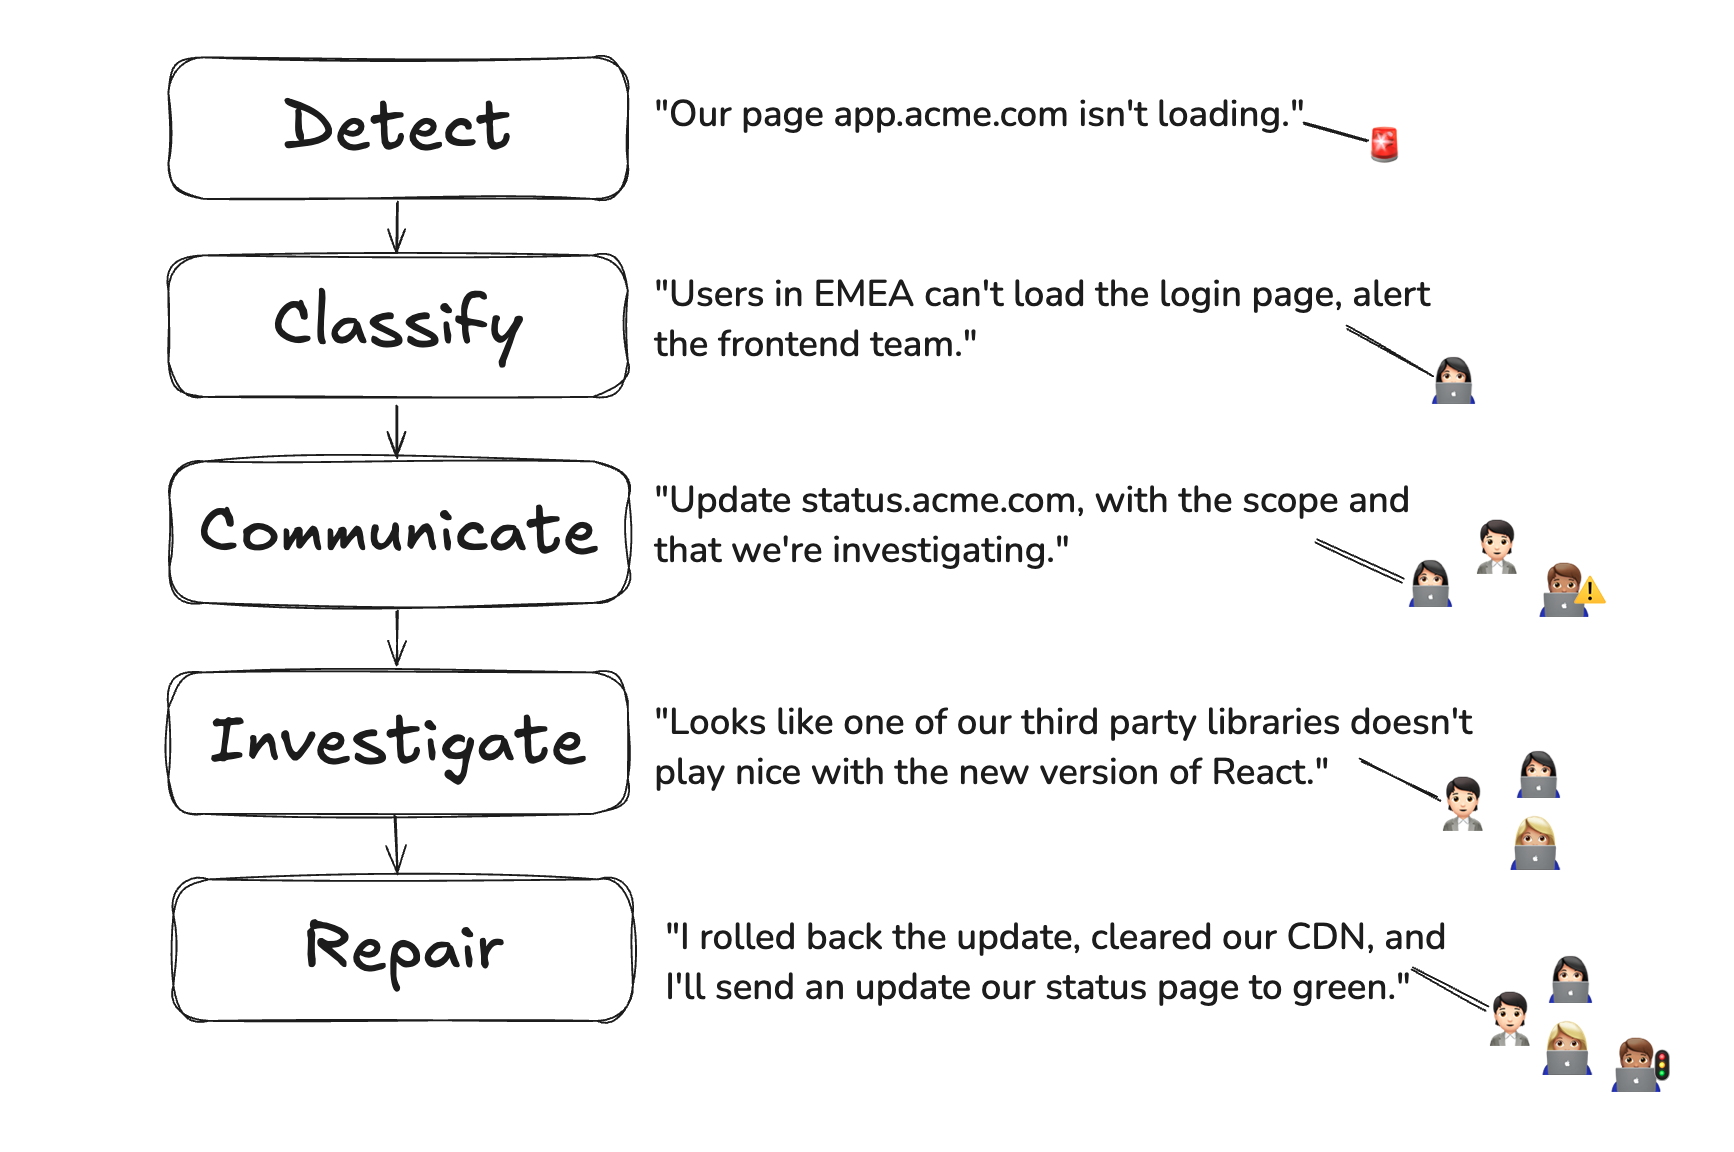 Detect
"Our page app.acme.com isn't loading."
Classify
"Users in EMEA can't load the login page, alert
the frontend team."
Communicate
"Update status.acme.com, with the scope and
that we're investigating."
Investigate
"Looks like one of our third party libraries doesn't
play nice with the new version of React."
Repair
"I rolled back the update, cleared our CDN, and
I'll send an update our status page to green."